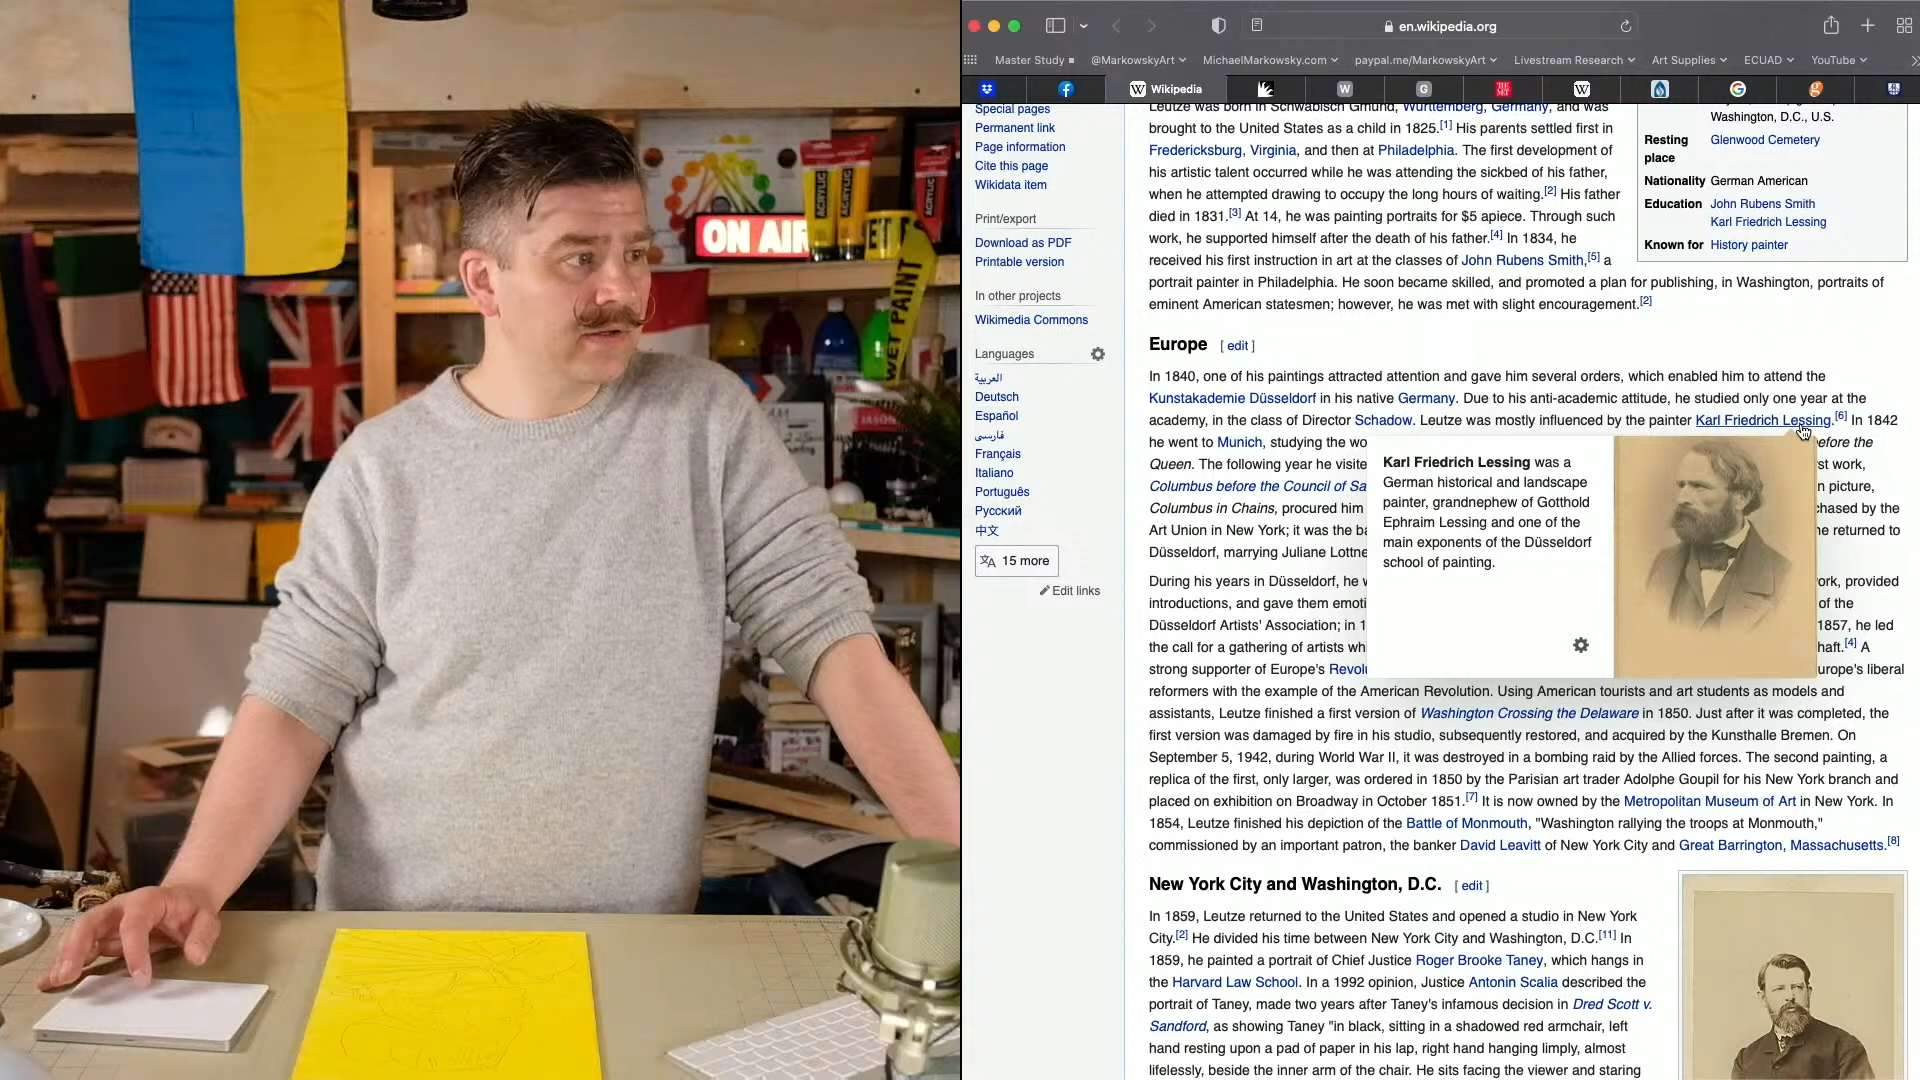 ON AIR
ACRYLIC
ACRYLIC
WET PAINT
JASON
en.wikipedia.org
Master Study
@MarkowskyArt
MichaelMarkowsky.com
paypal.me/MarkowskyArt
Livestream Research
Art Supplies
ECUAD
YouTube
Wikipedia
Special pages
Permanent link
Page information
Cite this page
Wikidata item
Print/export
Download as PDF
Printable version
In other projects
Wikimedia Commons
Languages
العربية
Deutsch
Español
فارسی
Français
Italiano
Português
Русский
中文
15 more
Edit links
Leutze was born in Schwäbisch Gmünd, Württemberg, Germany, and was
brought to the United States as a child in 1825.[1] His parents settled first in
Fredericksburg, Virginia, and then at Philadelphia. The first development of
his artistic talent occurred while he was attending the sickbed of his father,
when he attempted drawing to occupy the long hours of waiting.[2] His father
died in 1831.[3] At 14, he was painting portraits for $5 apiece. Through such
work, he supported himself after the death of his father.[4] In 1834, he
received his first instruction in art at the classes of John Rubens Smith,[5] a
portrait painter in Philadelphia. He soon became skilled, and promoted a plan for publishing, in Washington, portraits of
eminent American statesmen; however, he was met with slight encouragement.[2]
Washington, D.C., U.S.
Resting place Glenwood Cemetery
Nationality German American
Education John Rubens Smith
Karl Friedrich Lessing
Known for History painter
Europe [ edit ]
In 1840, one of his paintings attracted attention and gave him several orders, which enabled him to attend the
Kunstakademie Düsseldorf in his native Germany. Due to his anti-academic attitude, he studied only one year at the
academy, in the class of Director Schadow. Leutze was mostly influenced by the painter Karl Friedrich Lessing.[6] In 1842
he went to Munich, studying the wo efore the
Queen. The following year he visite st work,
Columbus before the Council of Sa n picture,
Columbus in Chains, procured him chased by the
Art Union in New York; it was the ba he returned to
Düsseldorf, marrying Juliane Lottne
Karl Friedrich Lessing was a
German historical and landscape
painter, grandnephew of Gotthold
Ephraim Lessing and one of the
main exponents of the Düsseldorf
school of painting.
During his years in Düsseldorf, he w ork, provided
introductions, and gave them emoti of the
Düsseldorf Artists' Association; in 1 1857, he led
the call for a gathering of artists wh haft.[4] A
strong supporter of Europe's Revolu urope's liberal
reformers with the example of the American Revolution. Using American tourists and art students as models and
assistants, Leutze finished a first version of Washington Crossing the Delaware in 1850. Just after it was completed, the
first version was damaged by fire in his studio, subsequently restored, and acquired by the Kunsthalle Bremen. On
September 5, 1942, during World War II, it was destroyed in a bombing raid by the Allied forces. The second painting, a
replica of the first, only larger, was ordered in 1850 by the Parisian art trader Adolphe Goupil for his New York branch and
placed on exhibition on Broadway in October 1851.[7] It is now owned by the Metropolitan Museum of Art in New York. In
1854, Leutze finished his depiction of the Battle of Monmouth, "Washington rallying the troops at Monmouth,"
commissioned by an important patron, the banker David Leavitt of New York City and Great Barrington, Massachusetts.[8]
New York City and Washington, D.C. [ edit ]
In 1859, Leutze returned to the United States and opened a studio in New York
City.[2] He divided his time between New York City and Washington, D.C.[11] In
1859, he painted a portrait of Chief Justice Roger Brooke Taney, which hangs in
the Harvard Law School. In a 1992 opinion, Justice Antonin Scalia described the
portrait of Taney, made two years after Taney's infamous decision in Dred Scott v.
Sandford, as showing Taney "in black, sitting in a shadowed red armchair, left
hand resting upon a pad of paper in his lap, right hand hanging limply, almost
lifelessly, beside the inner arm of the chair. He sits facing the viewer and staring